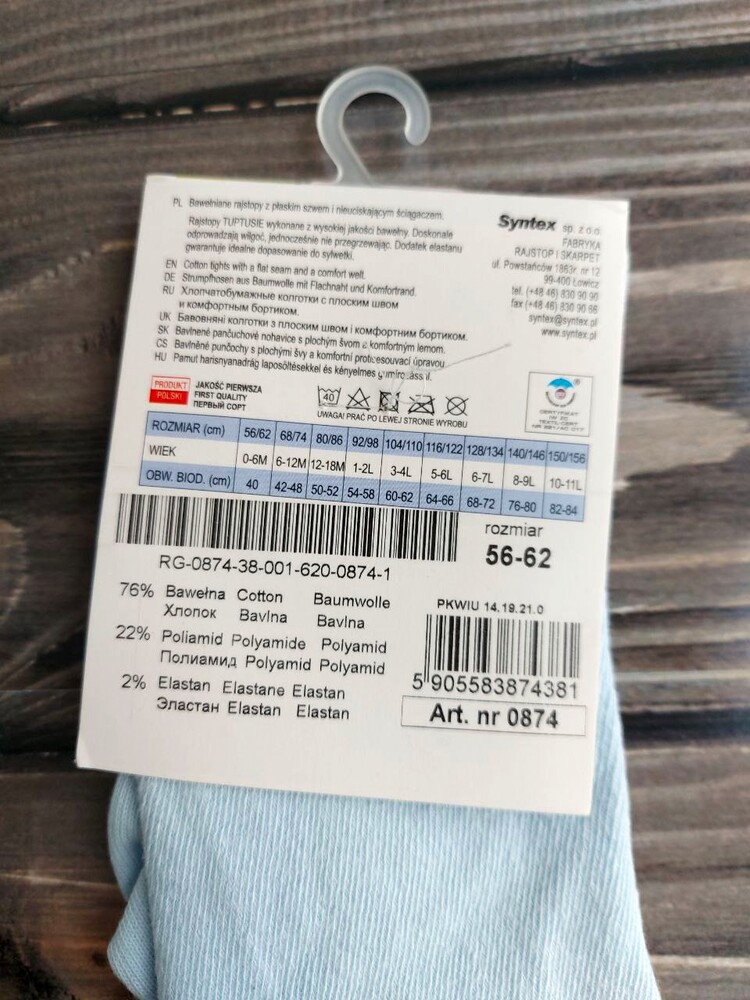 PL Bawełniane rajstopy z płaskim szwem i nieuciskającym ściągaczem.
Rajstopy TUPTUSIE wykonane z wysokiej jakości bawełny. Doskonale
odprowadzają wilgoć, jednocześnie nie przegrzewając. Dodatek elastanu
gwarantuje idealne dopasowanie do sylwetki.
EN Cotton tights with a flat seam and a comfort welt.
DE Strumpfhosen aus Baumwolle mit Flachnaht und Komfortrand.
RU Хлопчатобумажные колготки с плоским швом
и комфортным бортиком.
UK Бавовняні колготки з плоским швом і комфортним бортиком.
SK Bavlnené pančuchové nohavice s plochým švom a komfortným lemom.
CS Bavlněné punčochy s plochými švy a komfortní úpravou
HU Pamut harisnyanadrág laposöltésekkel és kényelmes
Syntex sp. z o.o.
FABRYKA
RAJSTOP I SKARPET
ul. Powstańców 1863r. nr 12
99-400 Łowicz
tel. (+48 46) 830 90 90
fax (+48 46) 830 90 66
syntex@syntex.pl
www.syntex.pl
PRODUKT
POLSKI
JAKOŚĆ PIERWSZA
FIRST QUALITY
ПЕРВЫЙ СОРТ
40
UWAGA! PRAĆ PO LEWEJ STRONIE WYROBU
CERTYFIKAT
ROZMIAR (cm) 56/62 68/74 80/86 92/98 104/110 116/122 128/134 140/146 150/156
WIEK 0-6M 6-12M 12-18M 1-2L 3-4L 5-6L 6-7L 8-9L 10-11L
OBW. BIOD. (cm) 40 42-48 50-52 54-58 60-62 64-66 68-72 76-80 82-84
rozmiar
56-62
RG-0874-38-001-620-0874-1
76% Bawełna Cotton Baumwolle
Хлопок Bavlna Bavlna
22% Poliamid Polyamide Polyamid
Полиамид Polyamid Polyamid
2% Elastan Elastane Elastan
Эластан Elastan Elastan
PKWIU 14.19.21.0
5 905583 874381
Art. nr 0874